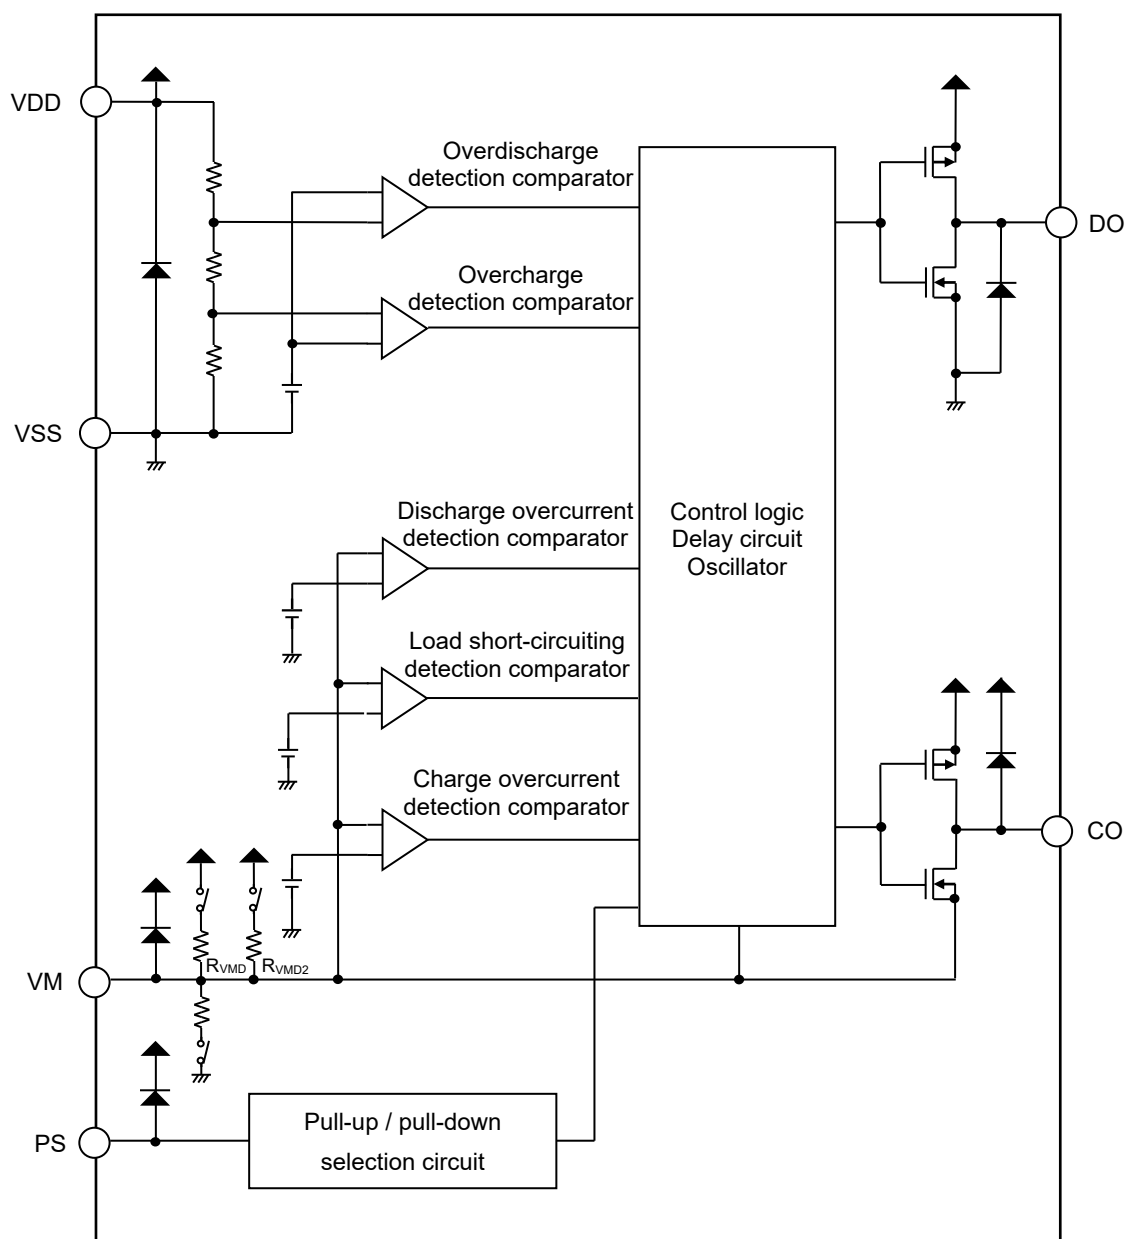 VDD
Overdischarge
detection comparator
DO
Overcharge
detection comparator
VSS
Discharge overcurrent
detection comparator
Control logic
Delay circuit
Oscillator
Load short-circuiting
detection comparator
Charge overcurrent
detection comparator
CO
RVMD
RVMD2
VM
PS
Pull-up / pull-down
selection circuit